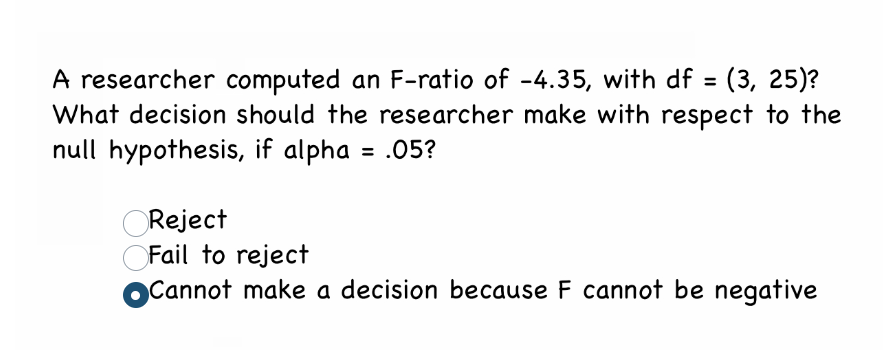 A researcher computed an F-ratio of -4.35, with df = (3, 25)?
What decision should the researcher make with respect to the
null hypothesis, if alpha = .05?
Reject
Fail to reject
Cannot make a decision because F cannot be negative